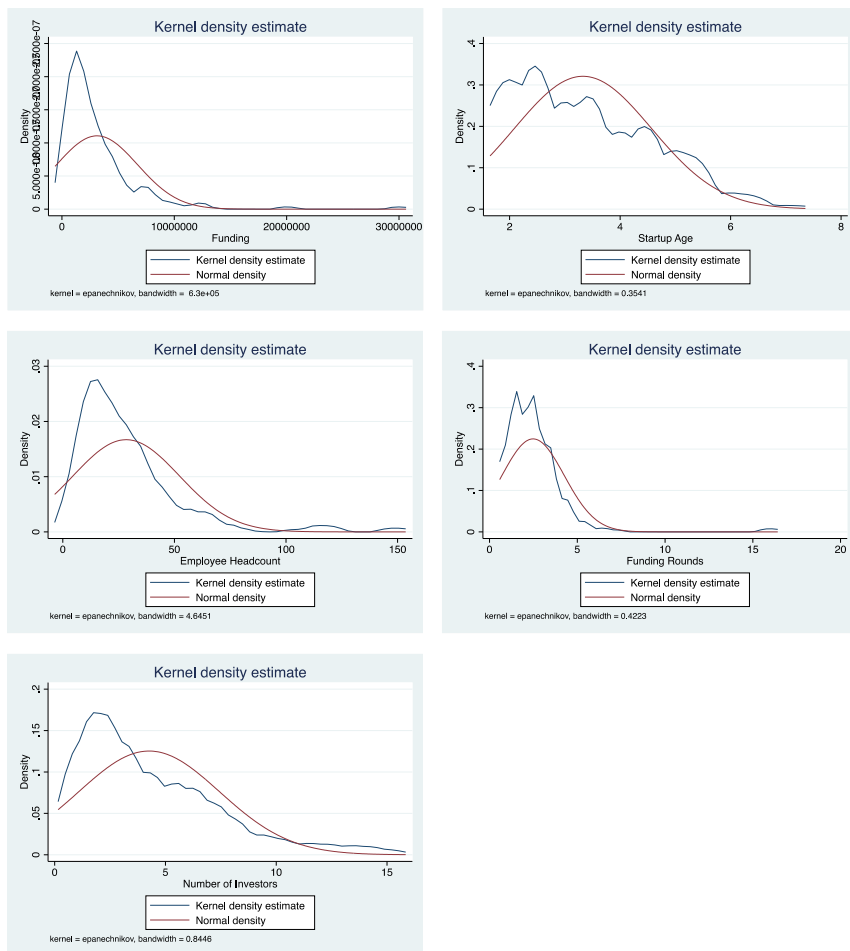 Kernel density estimate
Density
0 5.000e-08
0 10000000 20000000 30000000
Funding
Kernel density estimate
Normal density
kernel = epanechnikov, bandwidth = 6.3e+05
Kernel density estimate
Density
0 .1 .2 .3 .4
2 4 6 8
Startup Age
Kernel density estimate
Normal density
kernel = epanechnikov, bandwidth = 0.3541
Kernel density estimate
Density
0 .01 .02 .03
0 50 100 150
Employee Headcount
Kernel density estimate
Normal density
kernel = epanechnikov, bandwidth = 4.6451
Kernel density estimate
Density
0 .1 .2 .3 .4
0 5 10 15 20
Funding Rounds
Kernel density estimate
Normal density
kernel = epanechnikov, bandwidth = 0.4223
Kernel density estimate
Density
0 .05 .1 .15 .2
0 5 10 15
Number of Investors
Kernel density estimate
Normal density
kernel = epanechnikov, bandwidth = 0.8446